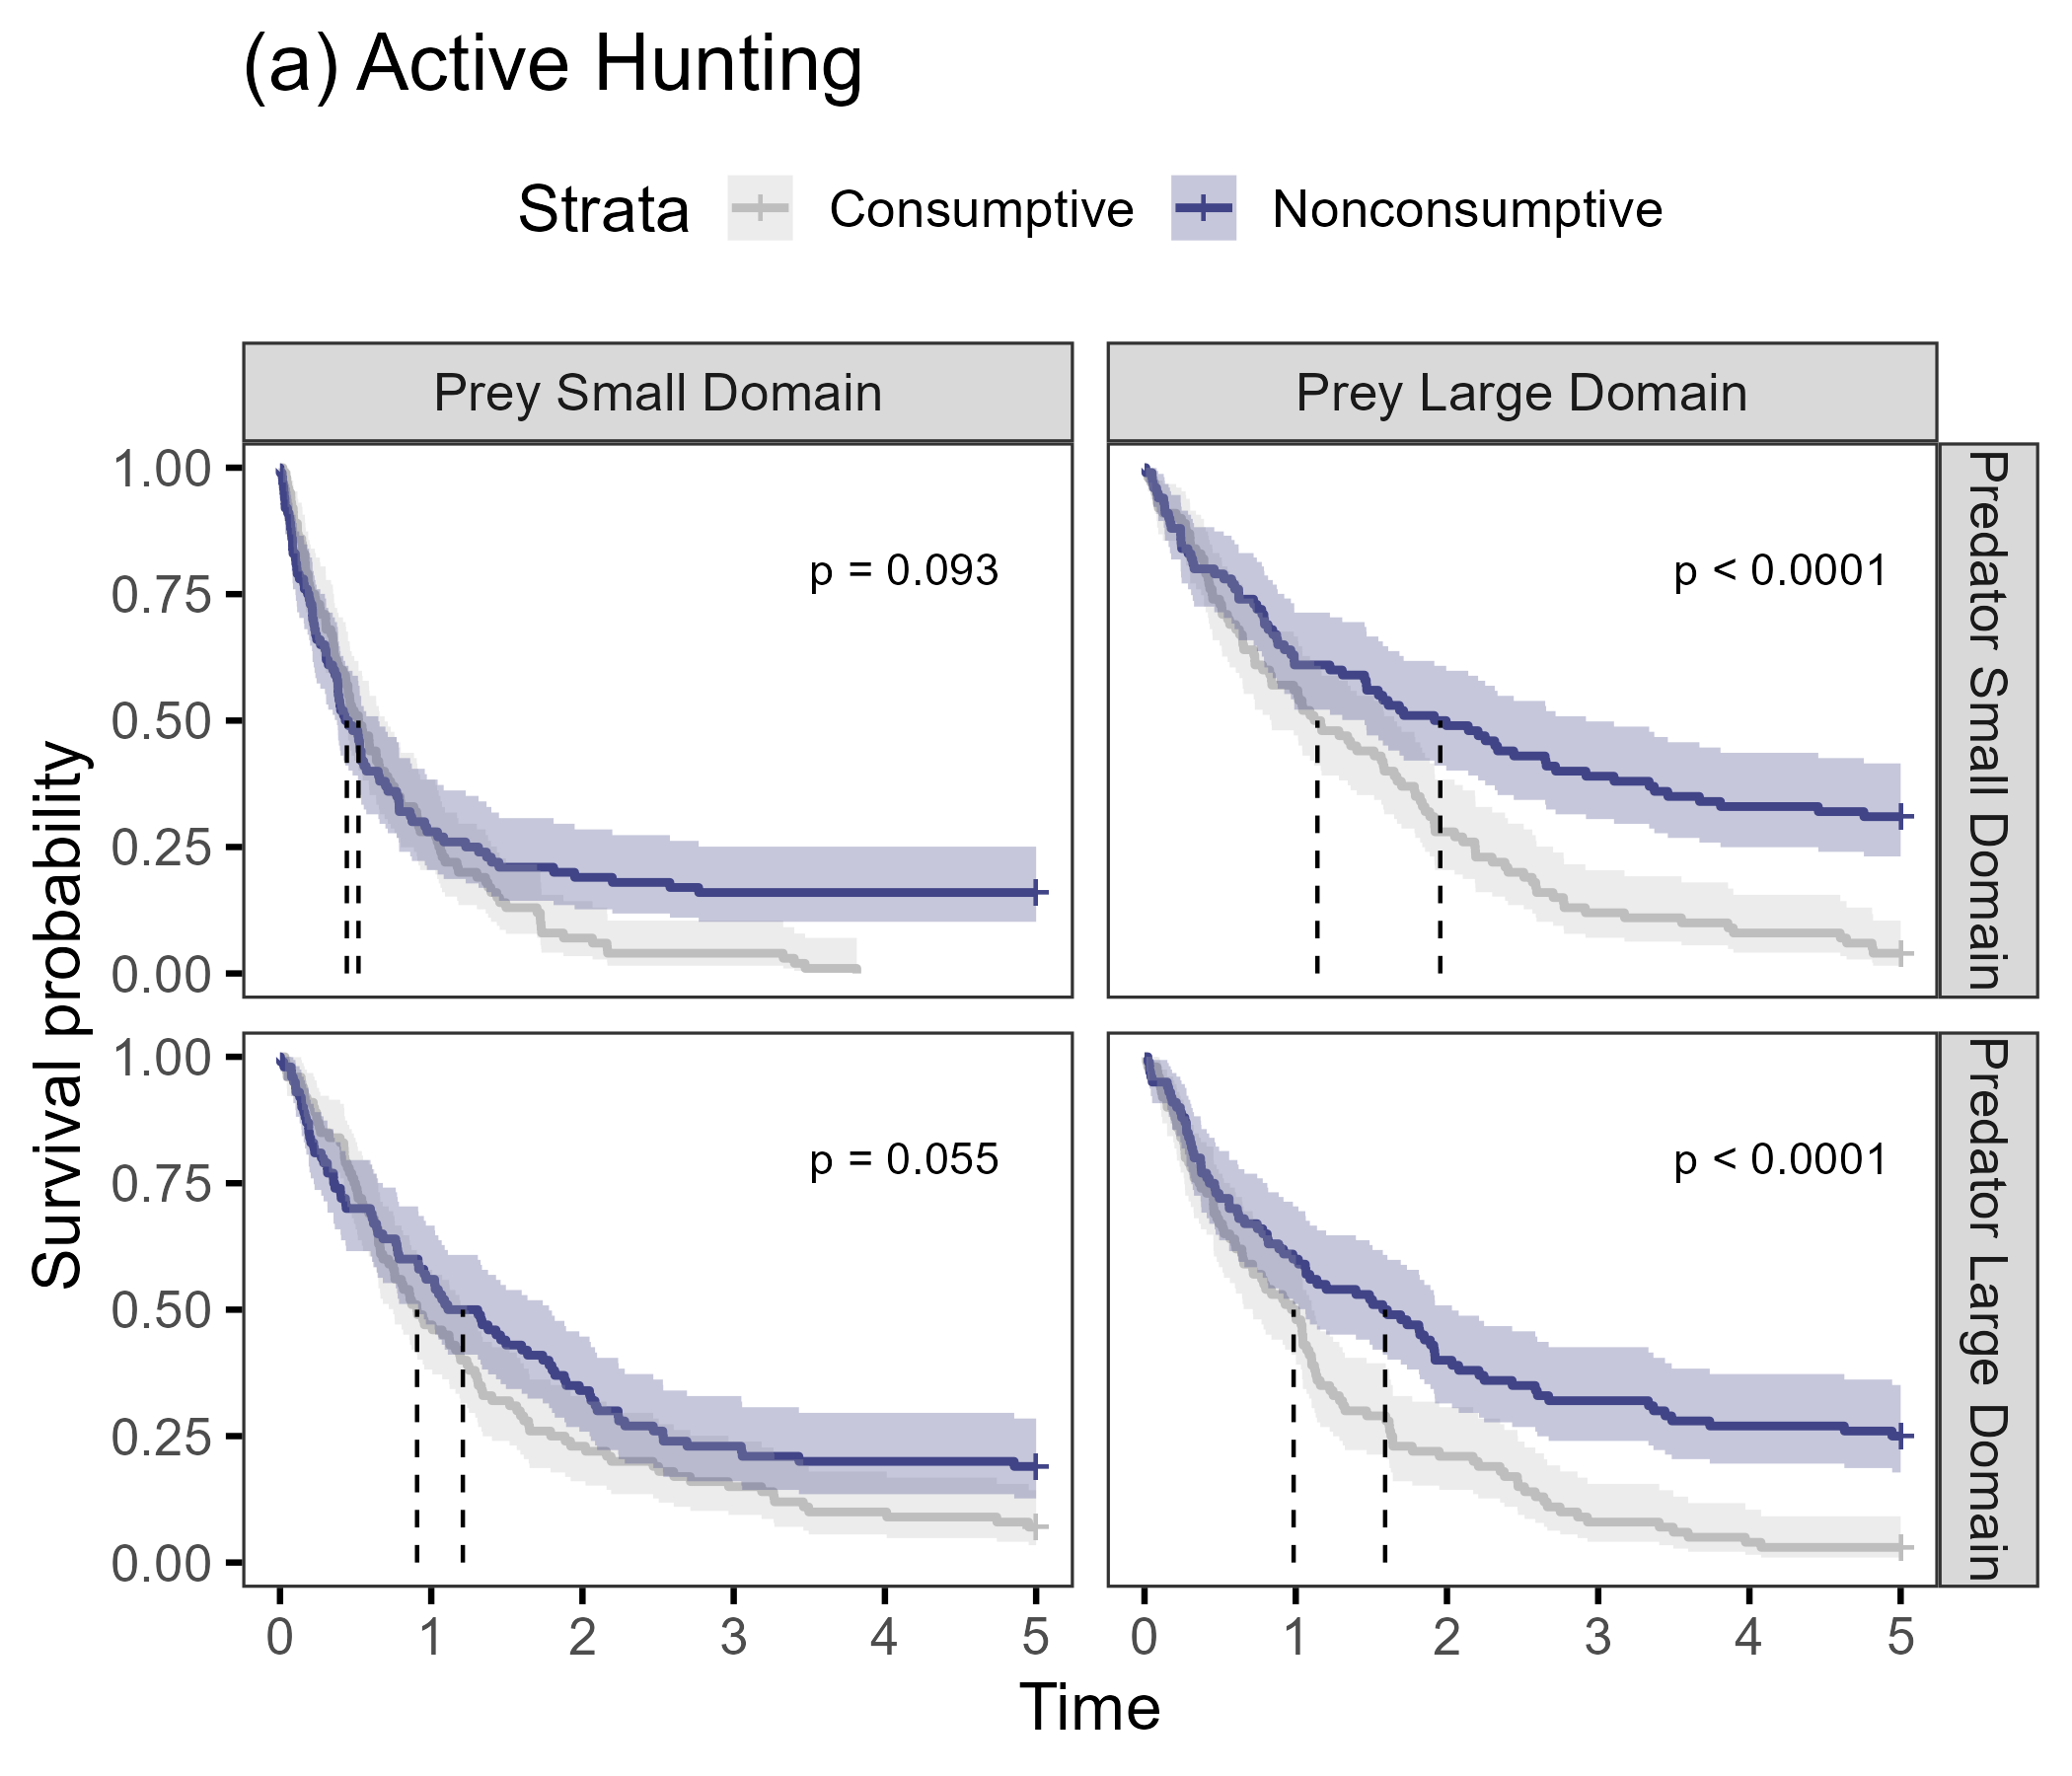 (a) Active Hunting
Strata Consumptive Nonconsumptive
Prey Small Domain
Prey Large Domain
Survival probability
1.00
0.75
0.50
0.25
0.00
p = 0.093
p < 0.0001
Predator Small Domain
1.00
0.75
0.50
0.25
0.00
p = 0.055
p < 0.0001
Predator Large Domain
0 1 2 3 4 5
0 1 2 3 4 5
Time